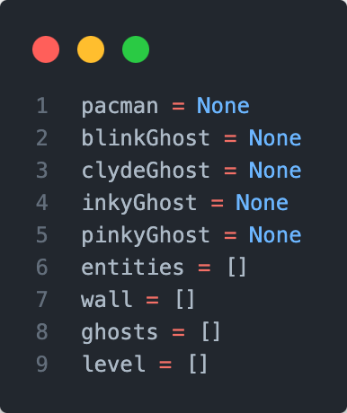 1 pacman = None
2 blinkGhost = None
3 clydeGhost = None
4 inkyGhost = None
5 pinkyGhost = None
6 entities = []
7 wall = []
8 ghosts = []
9 level = []